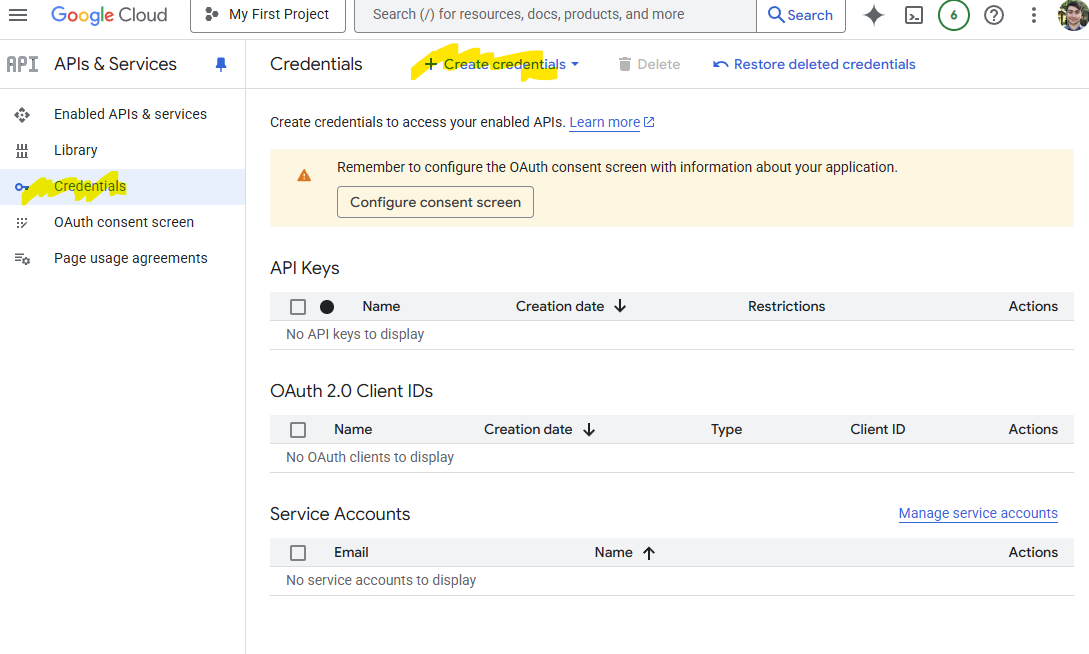 Google Cloud My First Project Search (/) for resources, docs, products, and more Search 6
API APIs & Services Credentials + Create credentials Delete Restore deleted credentials
Enabled APIs & services
Library
Credentials
OAuth consent screen
Page usage agreements
Create credentials to access your enabled APIs. Learn more
Remember to configure the OAuth consent screen with information about your application.
Configure consent screen
API Keys
Name Creation date Restrictions Actions
No API keys to display
OAuth 2.0 Client IDs
Name Creation date Type Client ID Actions
No OAuth clients to display
Service Accounts Manage service accounts
Email Name Actions
No service accounts to display